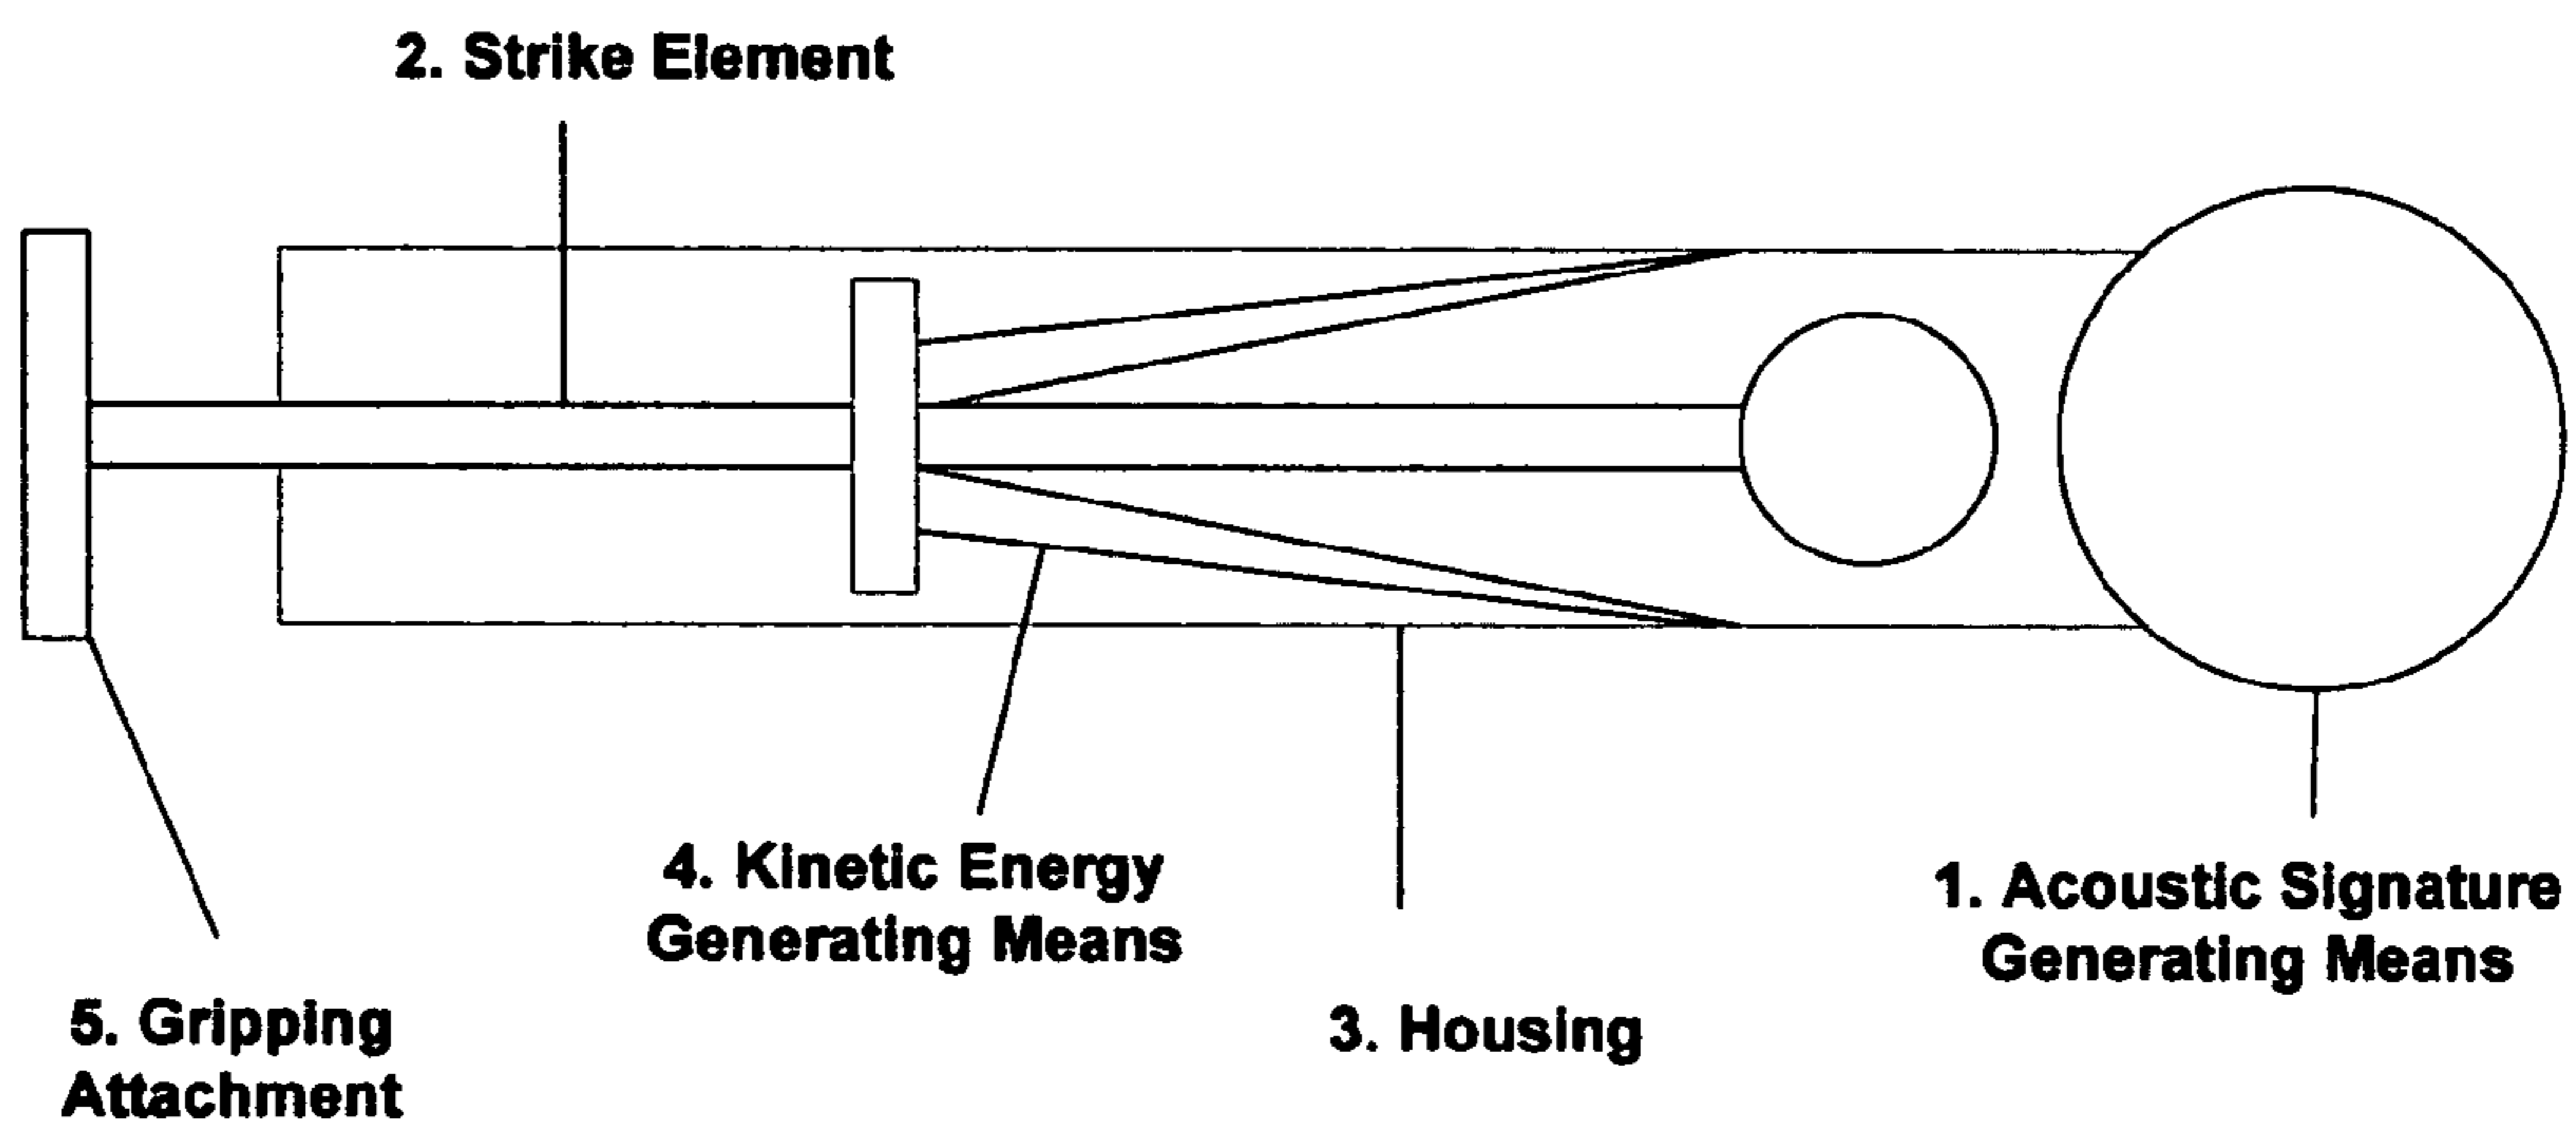 2. Strike Element
4. Kinetic Energy
Generating Means
1. Acoustic Signature
Generating Means
5. Gripping
Attachment
3. Housing